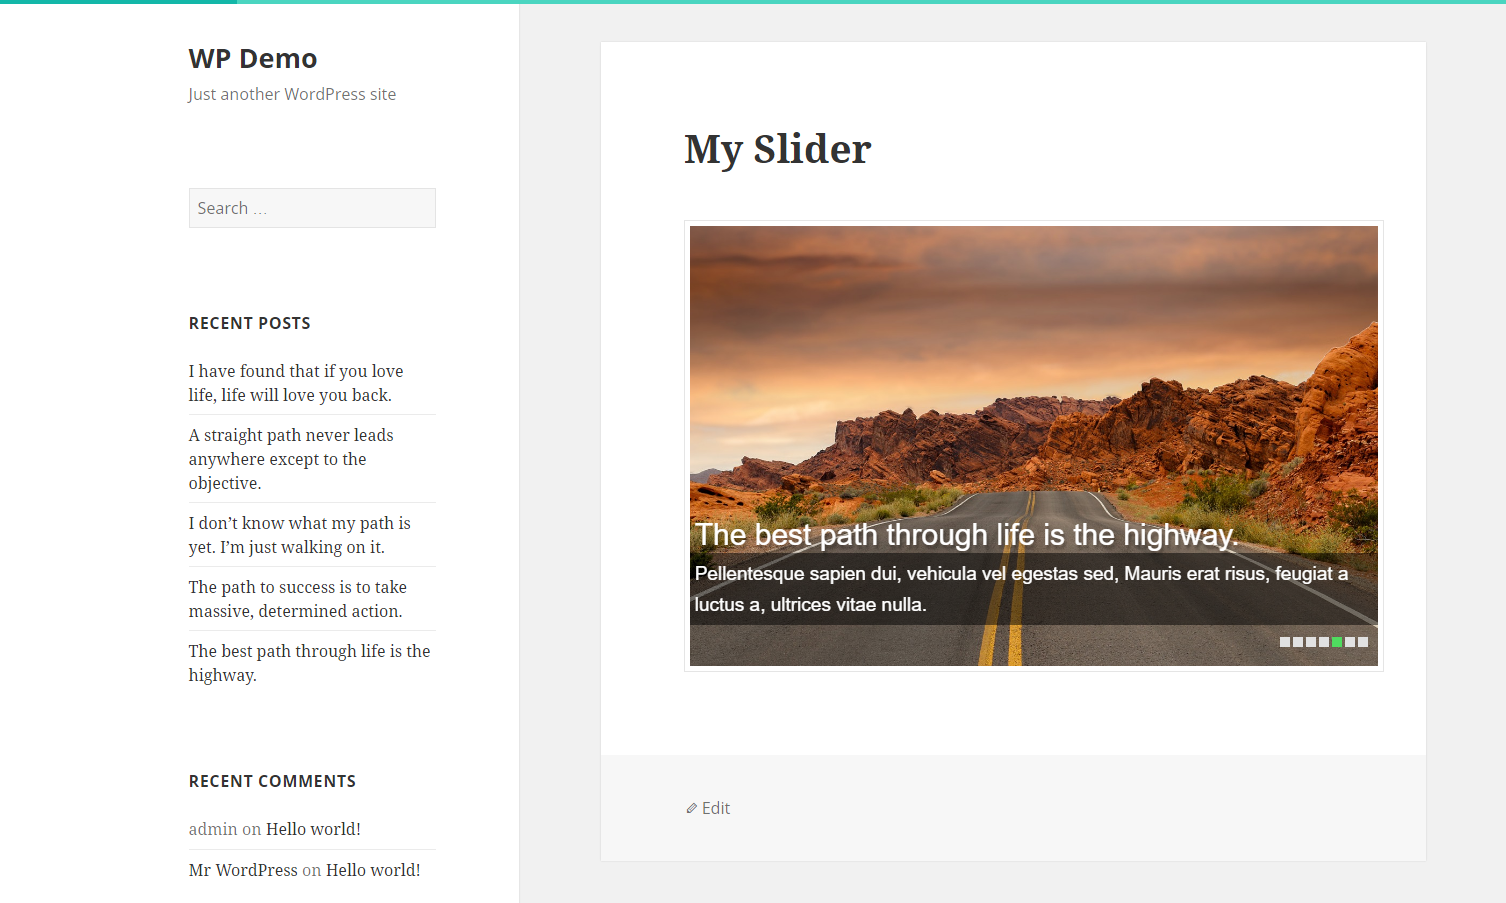 WP Demo
Just another WordPress site
Search …
RECENT POSTS
I have found that if you love
life, life will love you back.
A straight path never leads
anywhere except to the
objective.
I don’t know what my path is
yet. I’m just walking on it.
The path to success is to take
massive, determined action.
The best path through life is the
highway.
RECENT COMMENTS
admin on Hello world!
Mr WordPress on Hello world!
My Slider
The best path through life is the highway.
Pellentesque sapien dui, vehicula vel egestas sed, Mauris erat risus, feugiat a
luctus a, ultrices vitae nulla.
Edit